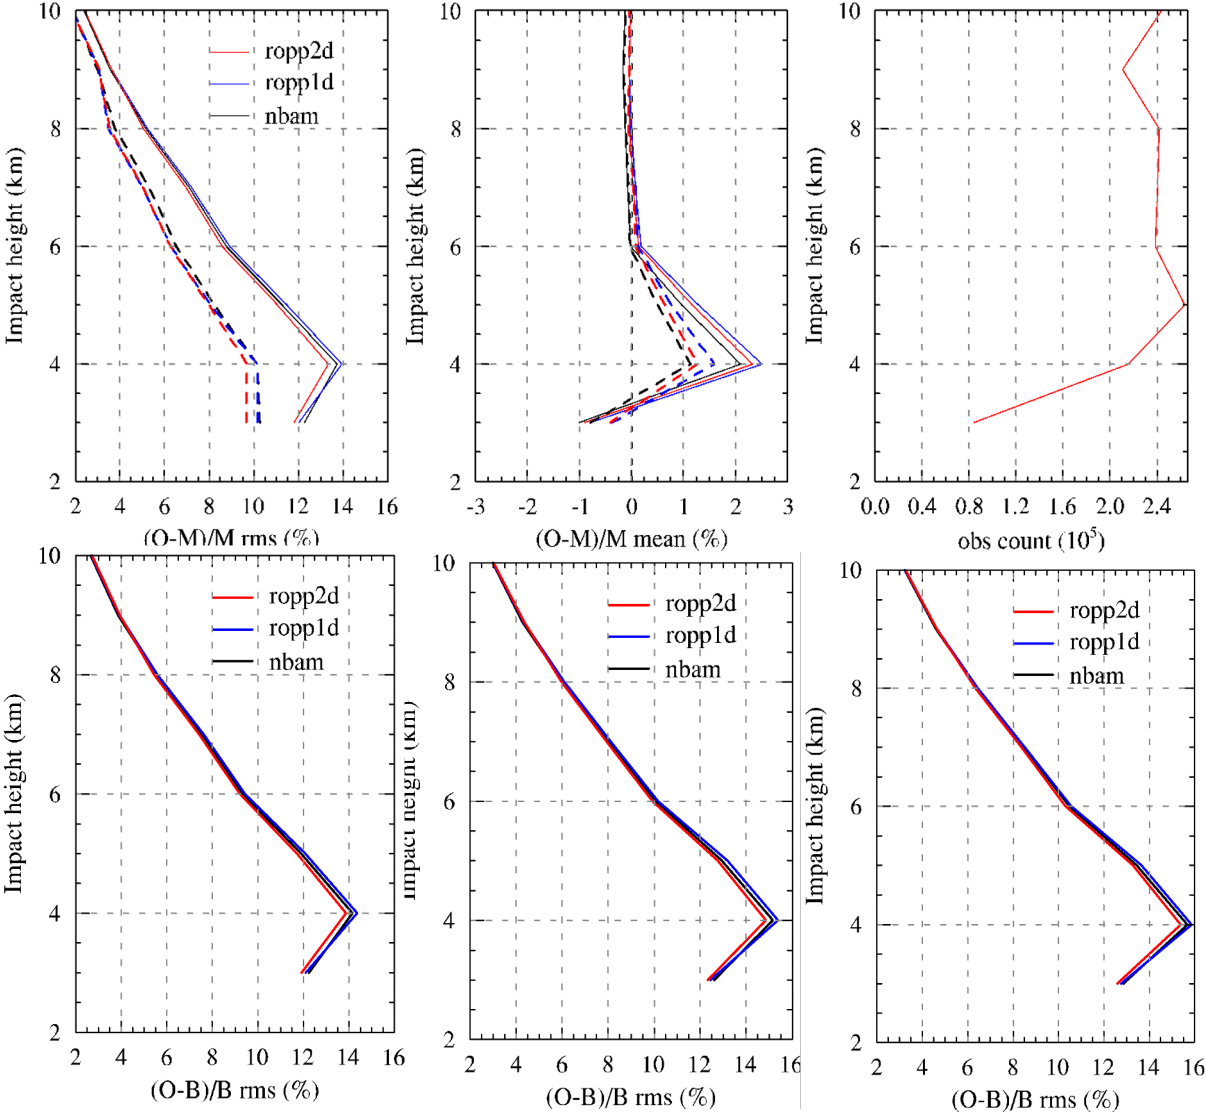 10
8
6
4
2
Impact height (km)
ropp2d
ropp1d
nbam
2 4 6 8 10 12 14 16
(O-M)/M rms (%)
10
8
6
4
2
Impact height (km)
-3 -2 -1 0 1 2 3
(O-M)/M mean (%)
10
8
6
4
2
Impact height (km)
0.0 0.4 0.8 1.2 1.6 2.0 2.4
obs count (10⁵)
10
8
6
4
2
Impact height (km)
ropp2d
ropp1d
nbam
2 4 6 8 10 12 14 16
(O-B)/B rms (%)
10
8
6
4
2
Impact height (km)
ropp2d
ropp1d
nbam
2 4 6 8 10 12 14 16
(O-B)/B rms (%)
10
8
6
4
2
Impact height (km)
ropp2d
ropp1d
nbam
2 4 6 8 10 12 14 16
(O-B)/B rms (%)